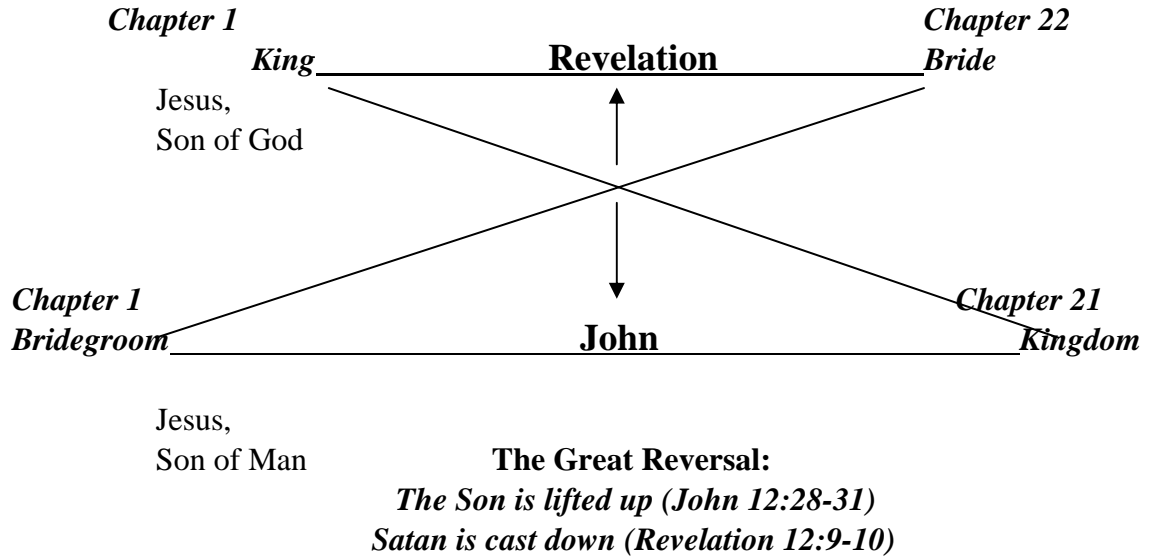 Chapter 1 Chapter 22
King Revelation Bride
Jesus,
Son of God
Chapter 1 Chapter 21
Bridegroom John Kingdom
Jesus,
Son of Man The Great Reversal:
The Son is lifted up (John 12:28-31)
Satan is cast down (Revelation 12:9-10)